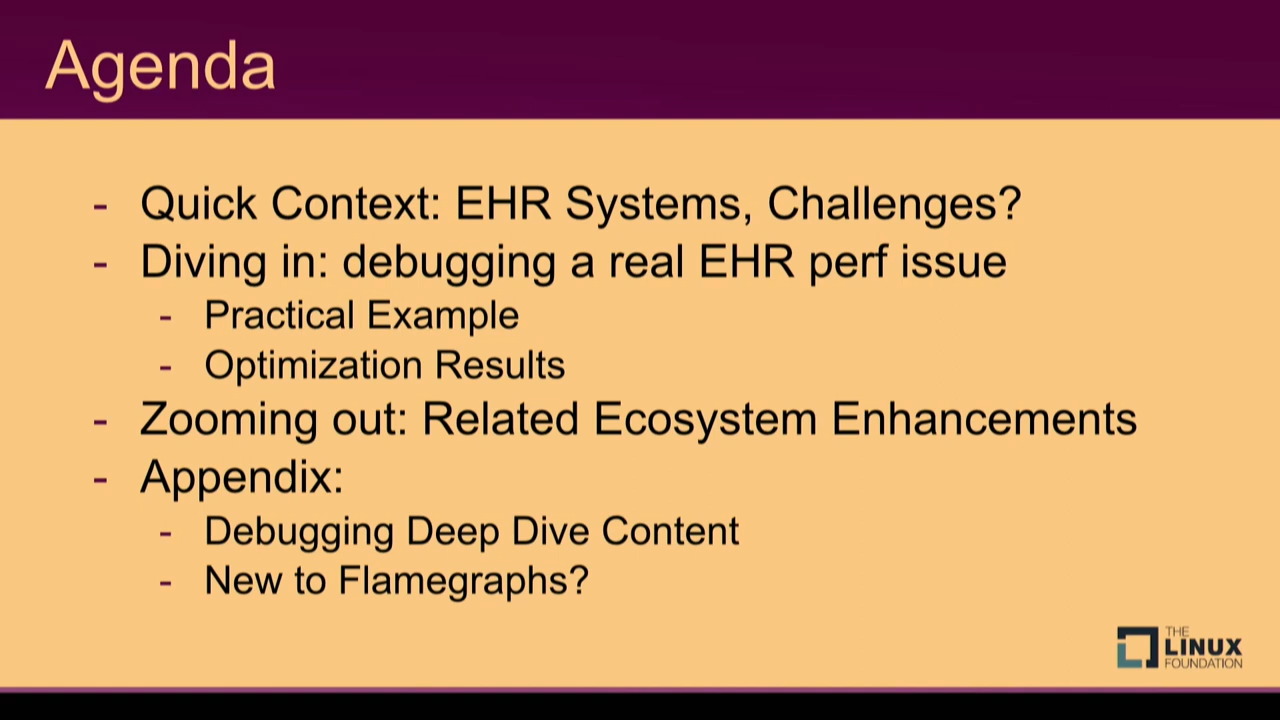 Agenda
- Quick Context: EHR Systems, Challenges?
- Diving in: debugging a real EHR perf issue
- Practical Example
- Optimization Results
- Zooming out: Related Ecosystem Enhancements
- Appendix:
- Debugging Deep Dive Content
- New to Flamegraphs?
THE
LINUX
FOUNDATION